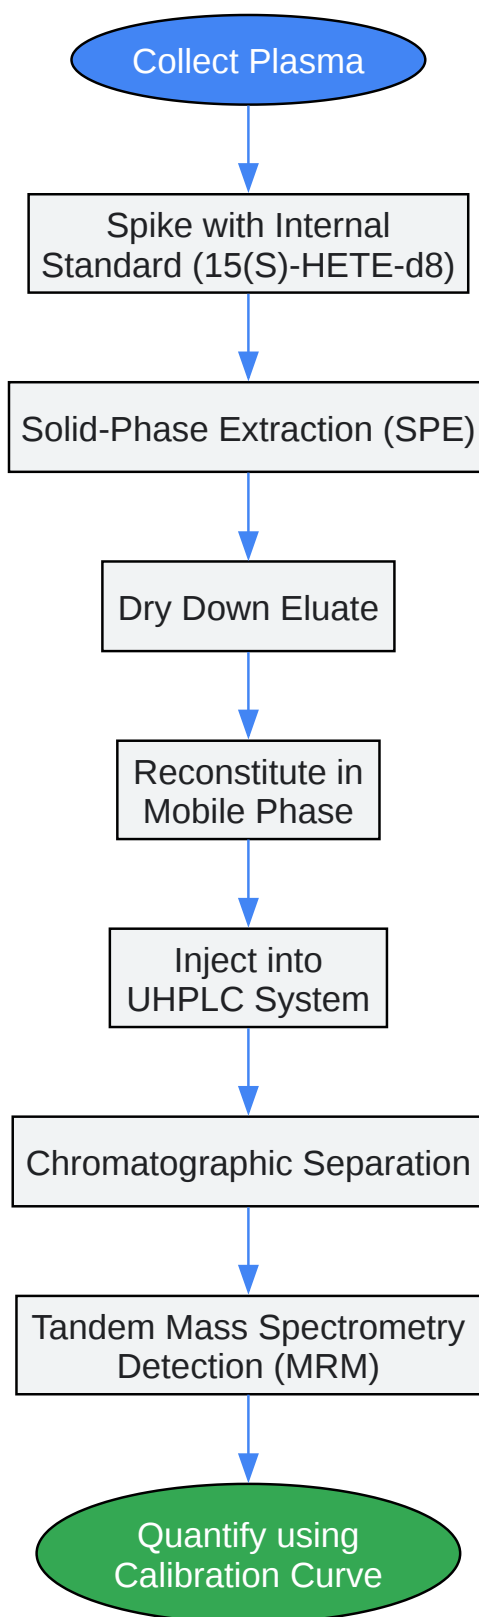 Collect Plasma
Spike with Internal
Standard (15(S)-HETE-d8)
Solid-Phase Extraction (SPE)
Dry Down Eluate
Reconstitute in
Mobile Phase
Inject into
UHPLC System
Chromatographic Separation
Tandem Mass Spectrometry
Detection (MRM)
Quantify using
Calibration Curve